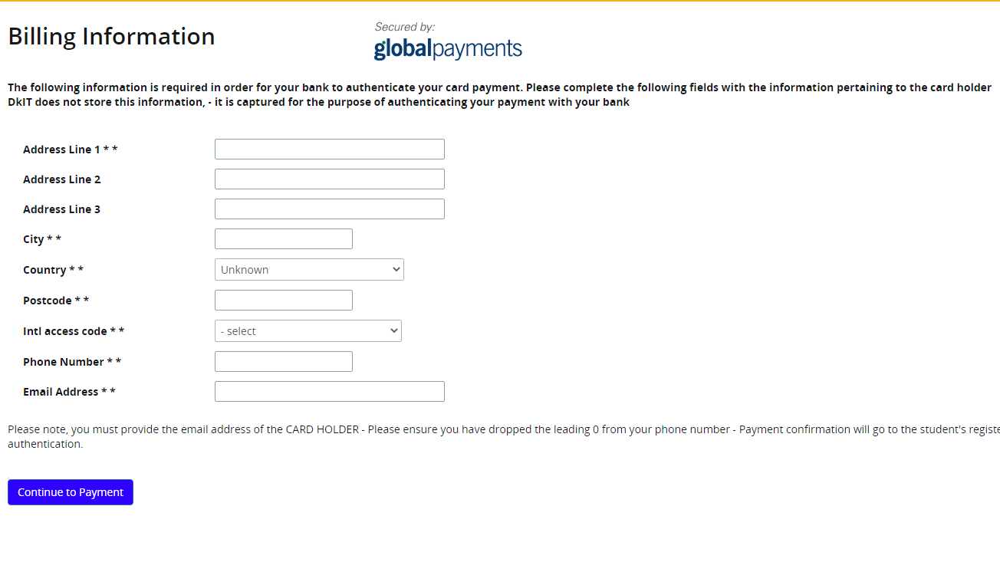 Billing Information
Secured by:
globalpayments
The following information is required in order for your bank to authenticate your card payment. Please complete the following fields with the information pertaining to the card holder
DkIT does not store this information, - it is captured for the purpose of authenticating your payment with your bank
Address Line 1 * *
Address Line 2
Address Line 3
City * *
Country * * Unknown
Postcode * *
Intl access code * * - select
Phone Number * *
Email Address * *
Please note, you must provide the email address of the CARD HOLDER - Please ensure you have dropped the leading 0 from your phone number - Payment confirmation will go to the student's
authentication.
Continue to Payment